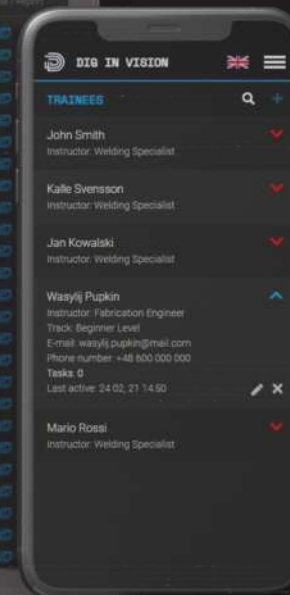 DIG IN VISION
TRAINEES
John Smith
Instructor: Welding Specialist
Kalle Svensson
Instructor: Welding Specialist
Jan Kowalski
Instructor: Welding Specialist
Wasylij Pupkin
Instructor: Fabrication Engineer
Track: Beginner Level
E-mail: wasylij.pupkin@mail.com
Phone number: +48 600 000 000
Tasks: 0
Last active: 24 02, 21 14:50
Mario Rossi
Instructor: Welding Specialist